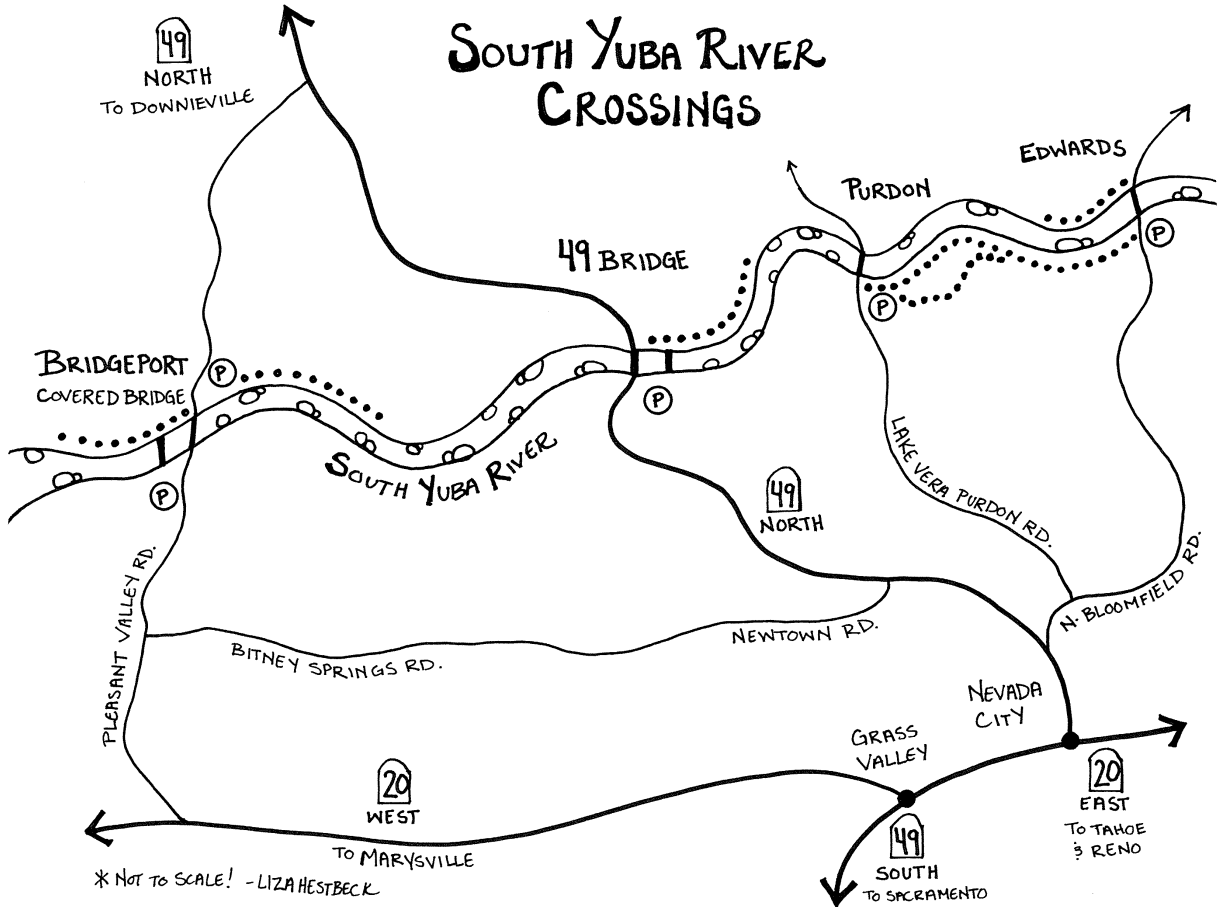 SOUTH YUBA RIVER
CROSSINGS
49
NORTH
TO DOWNIEVILLE
EDWARDS
PURDON
49 BRIDGE
P
P
BRIDGEPORT
COVERED BRIDGE
P
P
P
SOUTH YUBA RIVER
LAKE VERA PURDON RD.
49
NORTH
PLEASANT VALLEY RD.
N. BLOOMFIELD RD.
BITNEY SPRINGS RD.
NEWTOWN RD.
NEVADA
CITY
GRASS
VALLEY
20
WEST
TO MARYSVILLE
20
EAST
TO TAHOE
& RENO
49
SOUTH
TO SACRAMENTO
* NOT TO SCALE! - LIZA HESTBECK